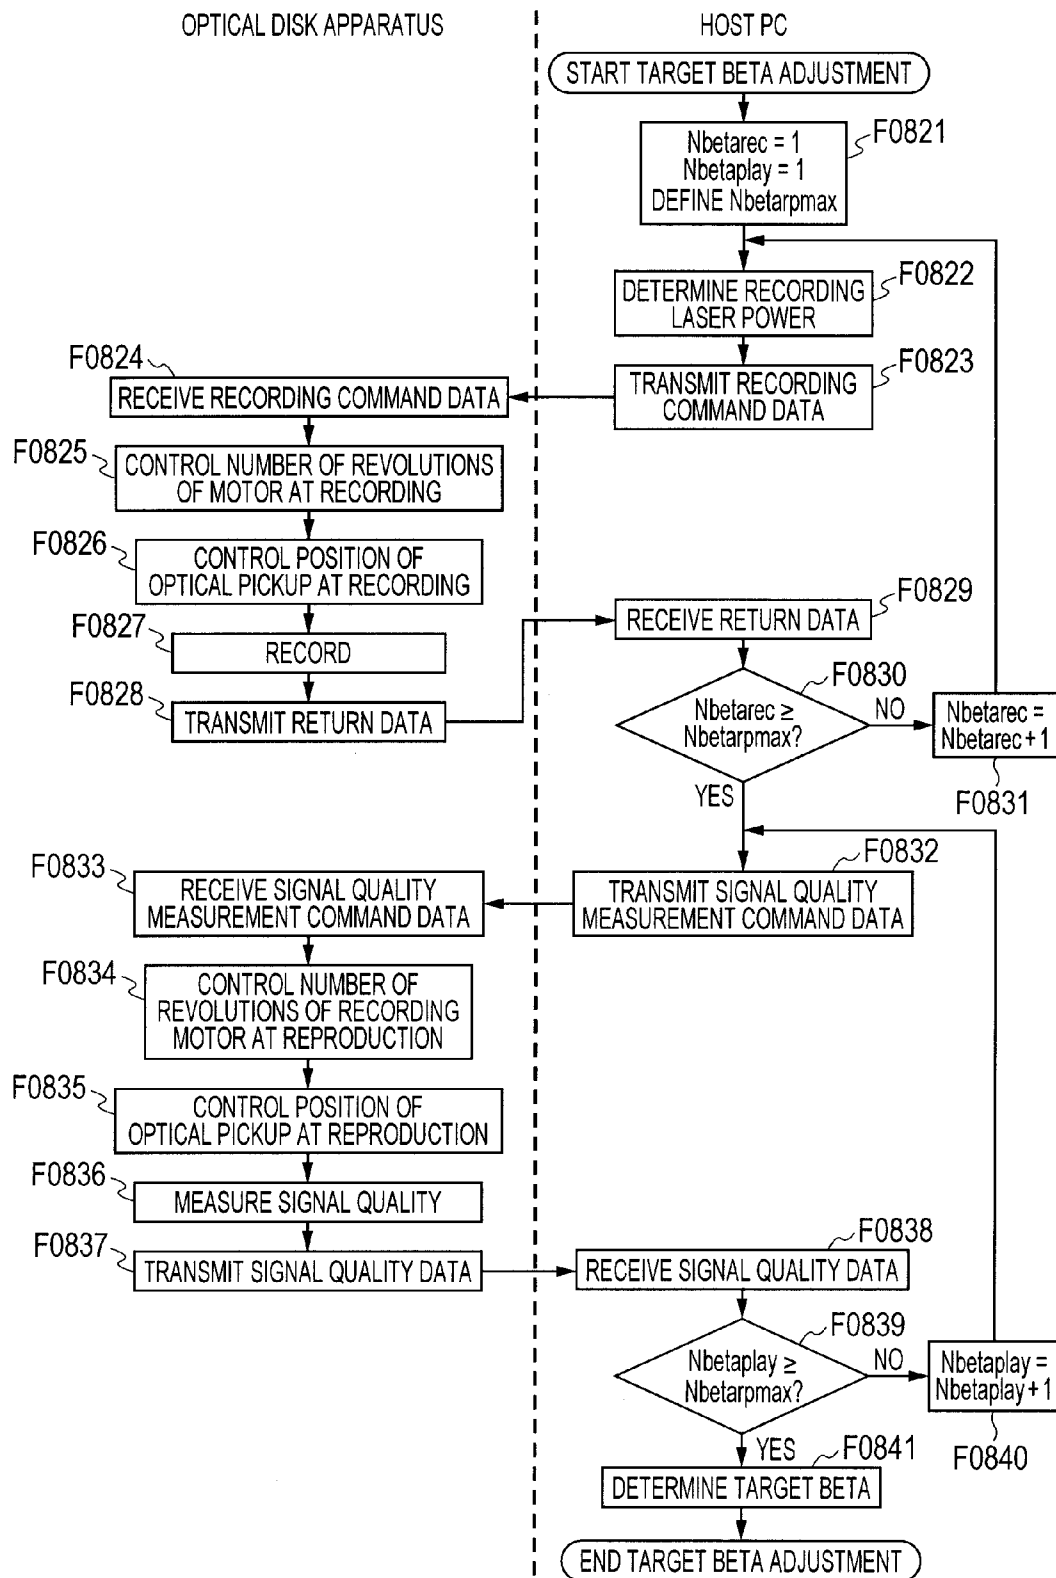 OPTICAL DISK APPARATUS
HOST PC
START TARGET BETA ADJUSTMENT
F0821
Nbetarec = 1
Nbetaplay = 1
DEFINE Nbetarpmax
F0822
DETERMINE RECORDING
LASER POWER
F0823
TRANSMIT RECORDING
COMMAND DATA
F0824
RECEIVE RECORDING COMMAND DATA
F0825
CONTROL NUMBER OF REVOLUTIONS
OF MOTOR AT RECORDING
F0826
CONTROL POSITION OF
OPTICAL PICKUP AT RECORDING
F0827
RECORD
F0828
TRANSMIT RETURN DATA
F0829
RECEIVE RETURN DATA
F0830
Nbetarec ≥
Nbetarpmax?
NO
YES
Nbetarec =
Nbetarec + 1
F0831
F0832
TRANSMIT SIGNAL QUALITY
MEASUREMENT COMMAND DATA
F0833
RECEIVE SIGNAL QUALITY
MEASUREMENT COMMAND DATA
F0834
CONTROL NUMBER OF
REVOLUTIONS OF RECORDING
MOTOR AT REPRODUCTION
F0835
CONTROL POSITION OF
OPTICAL PICKUP AT REPRODUCTION
F0836
MEASURE SIGNAL QUALITY
F0837
TRANSMIT SIGNAL QUALITY DATA
F0838
RECEIVE SIGNAL QUALITY DATA
F0839
Nbetaplay ≥
Nbetarpmax?
NO
YES
Nbetaplay =
Nbetaplay + 1
F0840
F0841
DETERMINE TARGET BETA
END TARGET BETA ADJUSTMENT